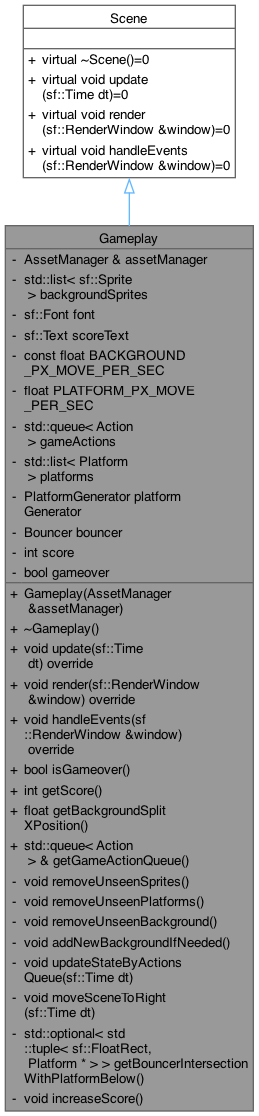 Scene
+ virtual ~Scene()=0
+ virtual void update
(sf::Time dt)=0
+ virtual void render
(sf::RenderWindow &window)=0
+ virtual void handleEvents
(sf::RenderWindow &window)=0
Gameplay
- AssetManager & assetManager
- std::list< sf::Sprite
> backgroundSprites
- sf::Font font
- sf::Text scoreText
- const float BACKGROUND
_PX_MOVE_PER_SEC
- float PLATFORM_PX_MOVE
_PER_SEC
- std::queue< Action
> gameActions
- std::list< Platform
> platforms
- PlatformGenerator platform
Generator
- Bouncer bouncer
- int score
- bool gameover
+ Gameplay(AssetManager
&assetManager)
+ ~Gameplay()
+ void update(sf::Time
dt) override
+ void render(sf::RenderWindow
&window) override
+ void handleEvents(sf
::RenderWindow &window)
override
+ bool isGameover()
+ int getScore()
+ float getBackgroundSplit
XPosition()
+ std::queue< Action
> & getGameActionQueue()
- void removeUnseenSprites()
- void removeUnseenPlatforms()
- void removeUnseenBackground()
- void addNewBackgroundIfNeeded()
- void updateStateByActions
Queue(sf::Time dt)
- void moveSceneToRight
(sf::Time dt)
- std::optional< std
::tuple< sf::FloatRect,
Platform * > > getBouncerIntersection
WithPlatformBelow()
- void increaseScore()